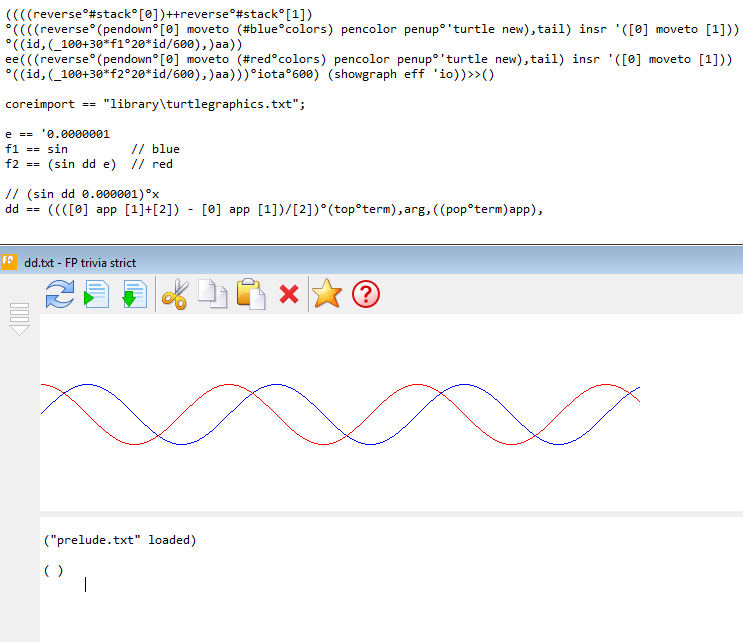 ((((reverse°#stack°[0])++reverse°#stack°[1])
°((((reverse°(pendown°[0] moveto (#blue°colors) pencolor penup°'turtle new),tail) insr '([0] moveto [1]))
°((id,(_100+30*f1°20*id/600),)aa))
ee(((reverse°(pendown°[0] moveto (#red°colors) pencolor penup°'turtle new),tail) insr '([0] moveto [1]))
°((id,(_100+30*f2°20*id/600),)aa)))°iota°600) (showgraph eff 'io))>>()
coreimport == "library\turtlegraphics.txt";
e == '0.0000001
f1 == sin // blue
f2 == (sin dd e) // red
// (sin dd 0.000001)°x
dd == ((([0] app [1]+[2]) - [0] app [1])/[2])°(top°term),arg,((pop°term)app),
FP dd.txt - FP trivia strict
("prelude.txt" loaded)
( )